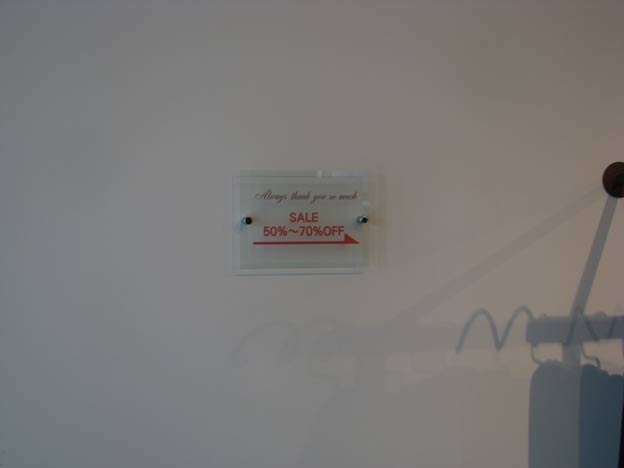 Always thank you so much
SALE
50%～70%OFF